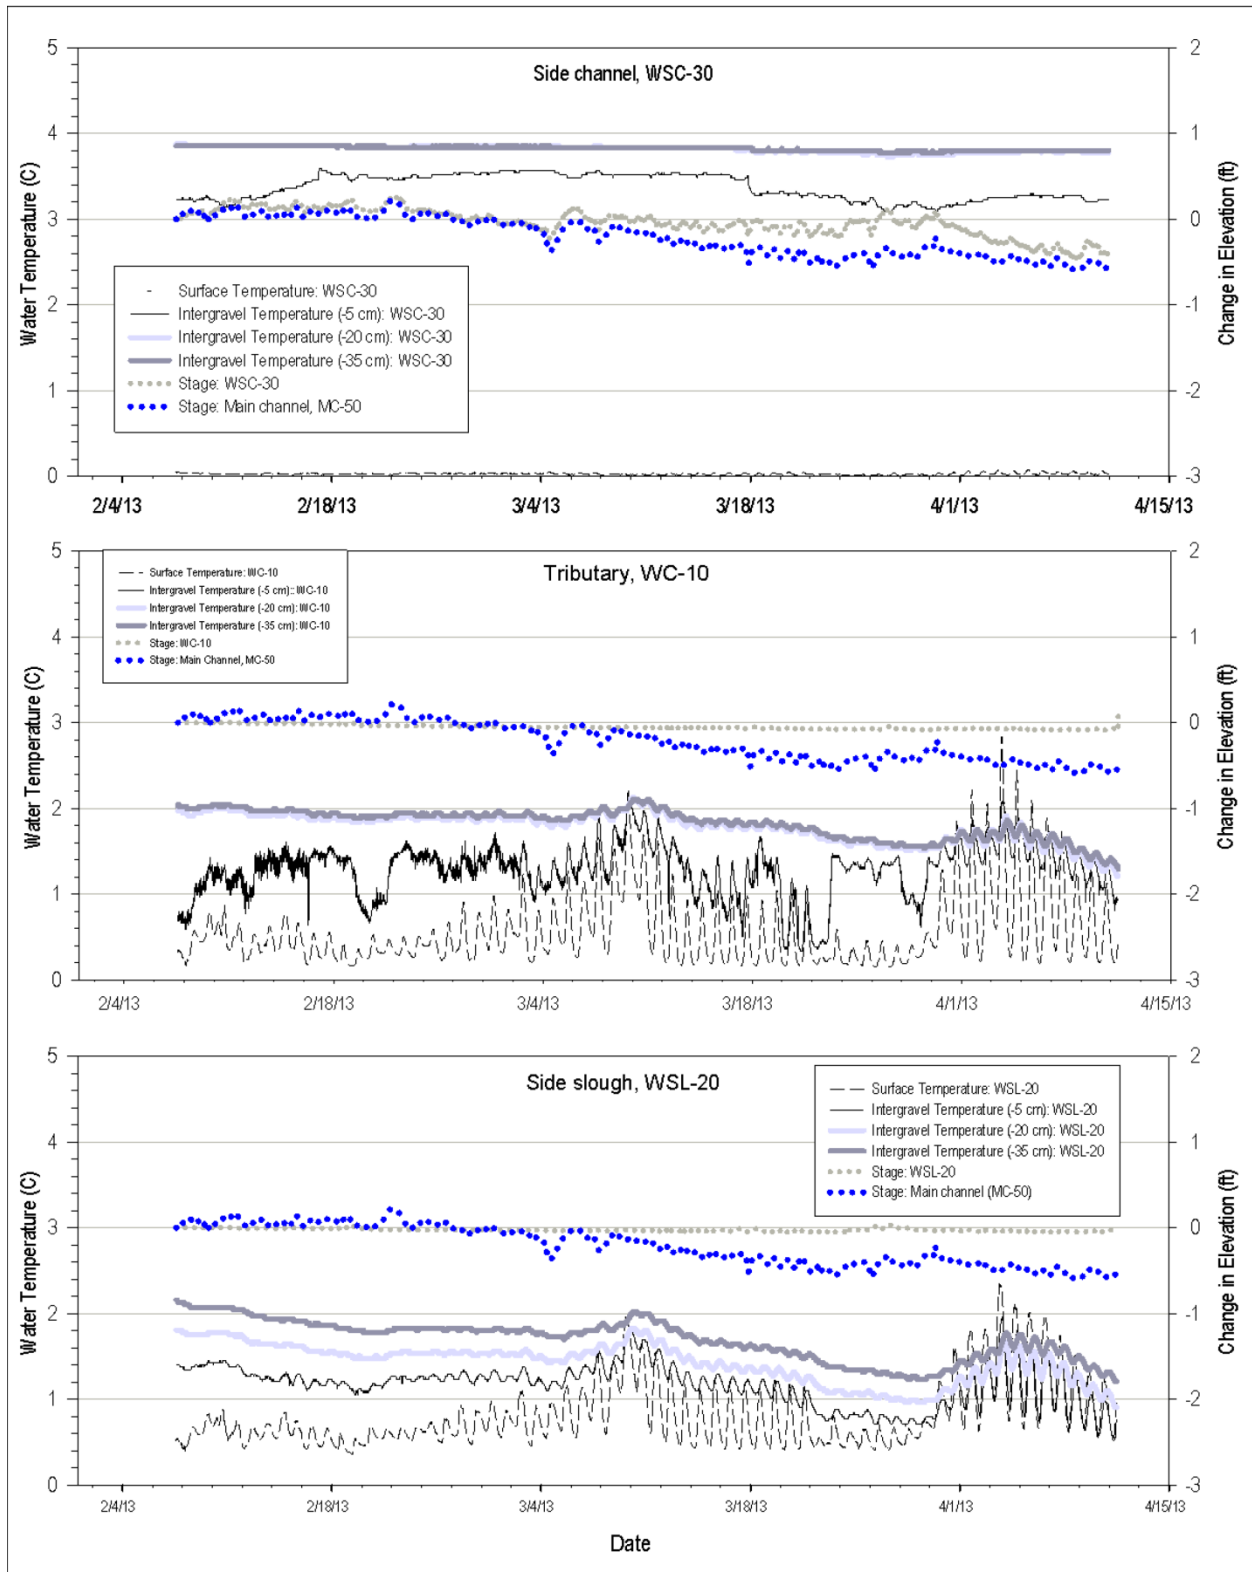 Side channel, WSC-30
Water Temperature (C)
Change in Elevation (ft)
5
4
3
2
1
0
2
1
0
-1
-2
-3
Surface Temperature: WSC-30
Intergravel Temperature (-5 cm): WSC-30
Intergravel Temperature (-20 cm): WSC-30
Intergravel Temperature (-35 cm): WSC-30
Stage: WSC-30
Stage: Main channel, MC-50
2/4/13 2/18/13 3/4/13 3/18/13 4/1/13 4/15/13
Tributary, WC-10
Water Temperature (C)
Change in Elevation (ft)
5
4
3
2
1
0
2
1
0
-1
-2
-3
Surface Temperature: WC-10
Intergravel Temperature (-5 cm):: WC-10
Intergravel Temperature (-20 cm): WC-10
Intergravel Temperature (-35 cm): WC-10
Stage: WC-10
Stage: Main Channel, MC-50
2/4/13 2/18/13 3/4/13 3/18/13 4/1/13 4/15/13
Side slough, WSL-20
Water Temperature (C)
Change in Elevation (ft)
5
4
3
2
1
0
2
1
0
-1
-2
-3
Surface Temperature: WSL-20
Intergravel Temperature (-5 cm): WSL-20
Intergravel Temperature (-20 cm): WSL-20
Intergravel Temperature (-35 cm): WSL-20
Stage: WSL-20
Stage: Main channel (MC-50)
2/4/13 2/18/13 3/4/13 3/18/13 4/1/13 4/15/13
Date